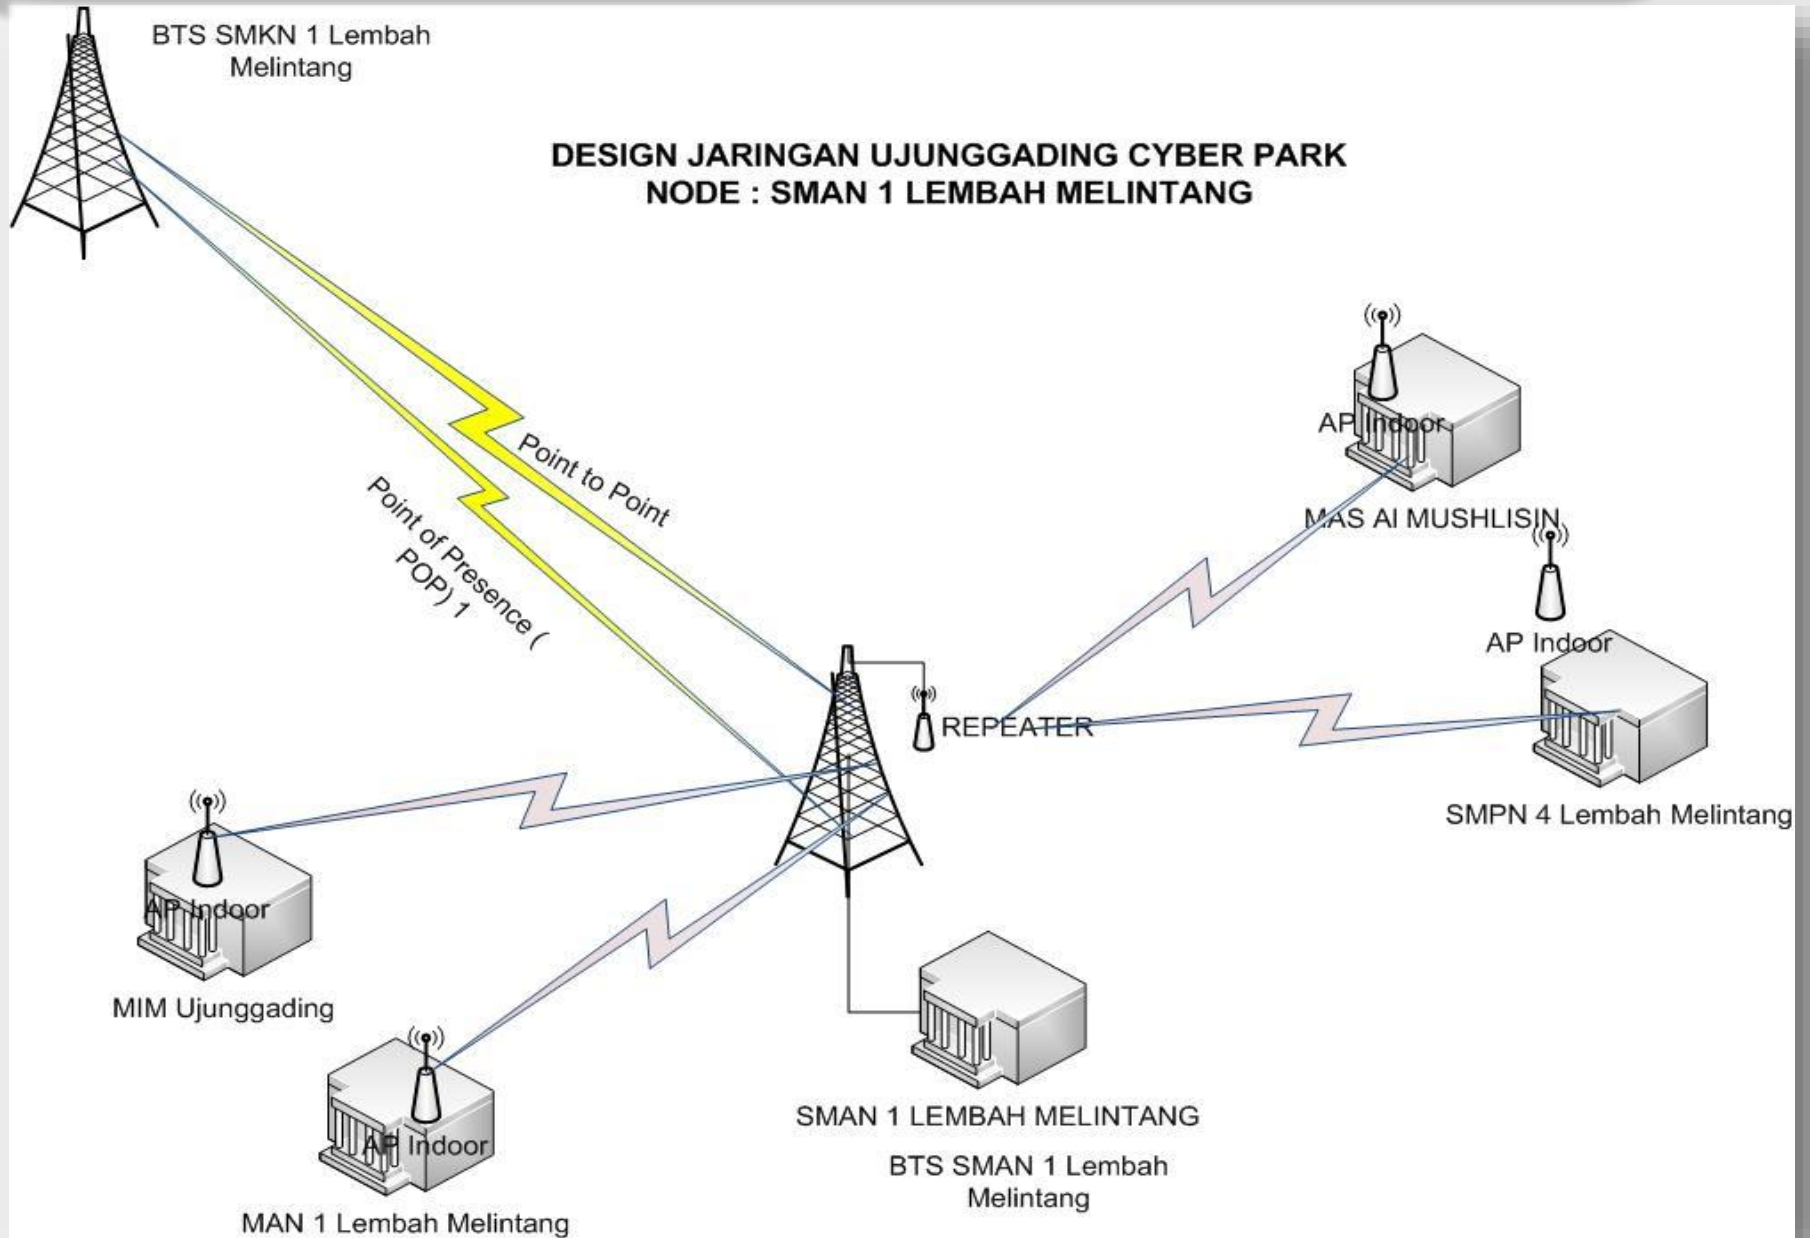 BTS SMKN 1 Lembah
Melintang
DESIGN JARINGAN UJUNGGADING CYBER PARK
NODE : SMAN 1 LEMBAH MELINTANG
Point to Point
Point of Presence (
POP) 1
AP Indoor
MAS Al MUSHLISIN
AP Indoor
REPEATER
SMPN 4 Lembah Melintang
AP Indoor
MIM Ujunggading
AP Indoor
MAN 1 Lembah Melintang
SMAN 1 LEMBAH MELINTANG
BTS SMAN 1 Lembah
Melintang